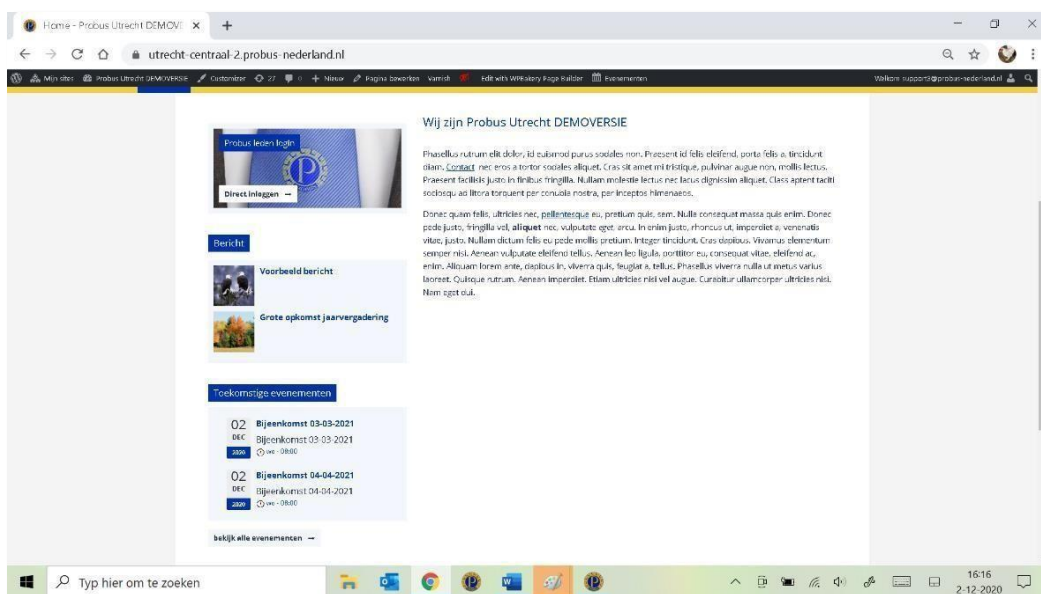 Home - Probus Utrecht DEMOVE
utrecht-centraal-2.probus-nederland.nl
Mijn sites Probus Utrecht DEMOVERSIE Customizer 27 0 Nieuw Pagina bewerken Varnish Edit with WPBakery Page Builder Evenementen Welkom support3@probus-nederland.nl
Wij zijn Probus Utrecht DEMOVERSIE
Probus leden login
Direct inloggen →
Phasellus rutrum elit dolor, id euismod purus sodales non. Praesent id felis eleifend, porta felis a, tincidunt
diam. Contact nec eros a tortor sodales aliquet. Cras sit amet mi tristique, pulvinar augue non, mollis lectus.
Praesent facilisis justo in finibus fringilla. Nullam molestie lectus nec lacus dignissim aliquet. Class aptent taciti
sociosqu ad litora torquent per conubia nostra, per inceptos himenaeos.
Donec quam felis, ultricies nec, pellentesque eu, pretium quis, sem. Nulla consequat massa quis enim. Donec
pede justo, fringilla vel, aliquet nec, vulputate eget, arcu. In enim justo, rhoncus ut, imperdiet a, venenatis
vitae, justo. Nullam dictum felis eu pede mollis pretium. Integer tincidunt. Cras dapibus. Vivamus elementum
semper nisi. Aenean vulputate eleifend tellus. Aenean leo ligula, porttitor eu, consequat vitae, eleifend ac,
enim. Aliquam lorem ante, dapibus in, viverra quis, feugiat a, tellus. Phasellus viverra nulla ut metus varius
laoreet. Quisque rutrum. Aenean imperdiet. Etiam ultricies nisi vel augue. Curabitur ullamcorper ultricies nisi.
Nam eget dui.
Bericht
Voorbeeld bericht
Grote opkomst jaarvergadering
Toekomstige evenementen
02
DEC
2020
Bijeenkomst 03-03-2021
Bijeenkomst 03-03-2021
wo - 08:00
02
DEC
2020
Bijeenkomst 04-04-2021
Bijeenkomst 04-04-2021
wo - 08:00
bekijk alle evenementen →
Typ hier om te zoeken
16:16
2-12-2020